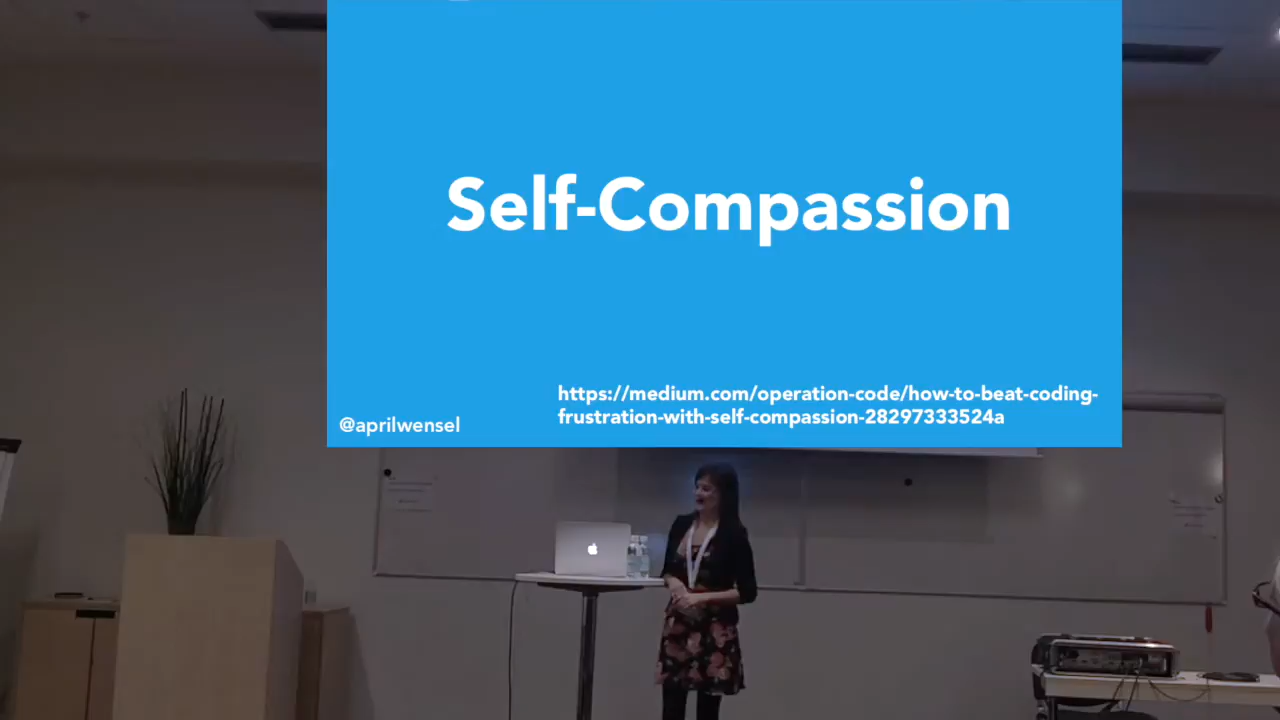 Self-Compassion
https://medium.com/operation-code/how-to-beat-coding-
frustration-with-self-compassion-28297333524a
@aprilwensel